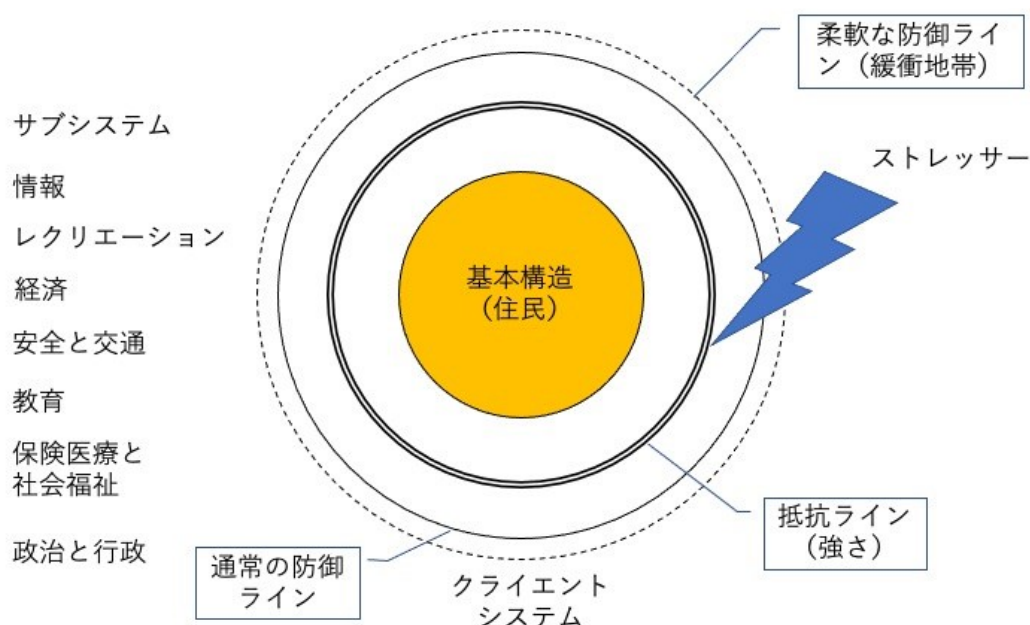 柔軟な防御ライ
ン（緩衝地帯）
ストレッサー
サブシステム
情報
レクリエーション
経済
安全と交通
教育
保険医療と
社会福祉
政治と行政
基本構造
（住民）
抵抗ライン
（強さ）
通常の防御
ライン
クライエント
システム